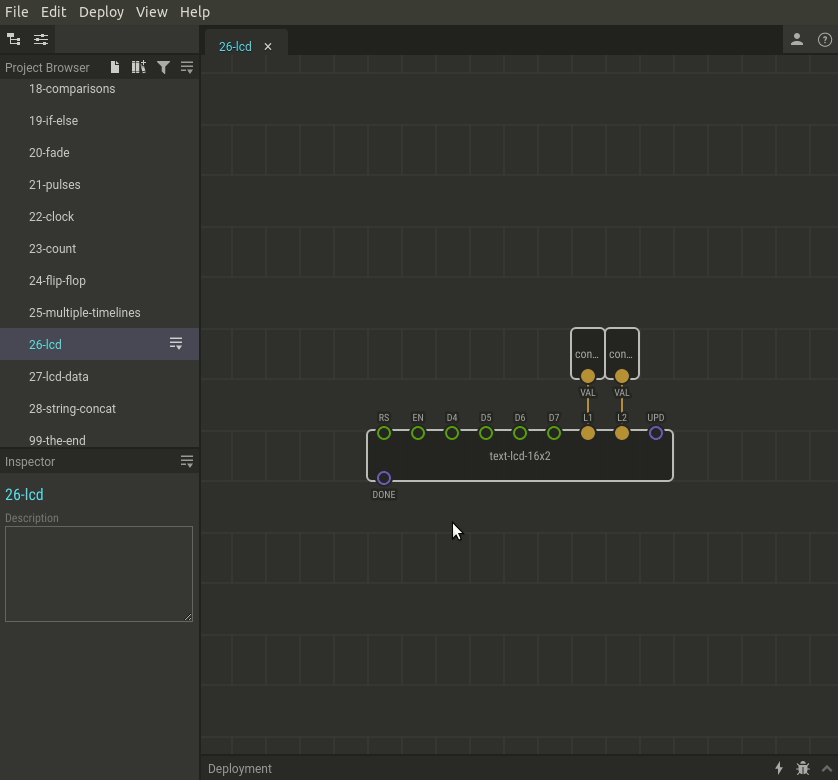 File Edit Deploy View Help
26-lcd ×
Project Browser
18-comparisons
19-if-else
20-fade
21-pulses
22-clock
23-count
24-flip-flop
25-multiple-timelines
26-lcd
27-lcd-data
28-string-concat
99-the-end
con... con...
VAL VAL
RS EN D4 D5 D6 D7 L1 L2 UPD
text-lcd-16x2
DONE
Inspector
26-lcd
Description
Deployment